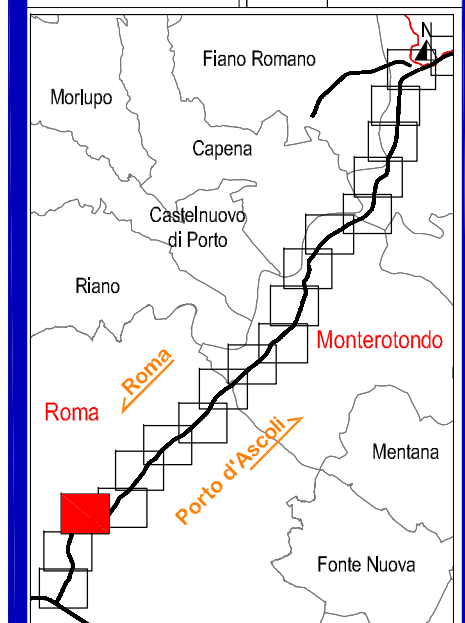 N
Fiano Romano
Morlupo
Capena
Castelnuovo
di Porto
Riano
Monterotondo
Roma
Roma
Porto d'Ascoli
Mentana
Fonte Nuova